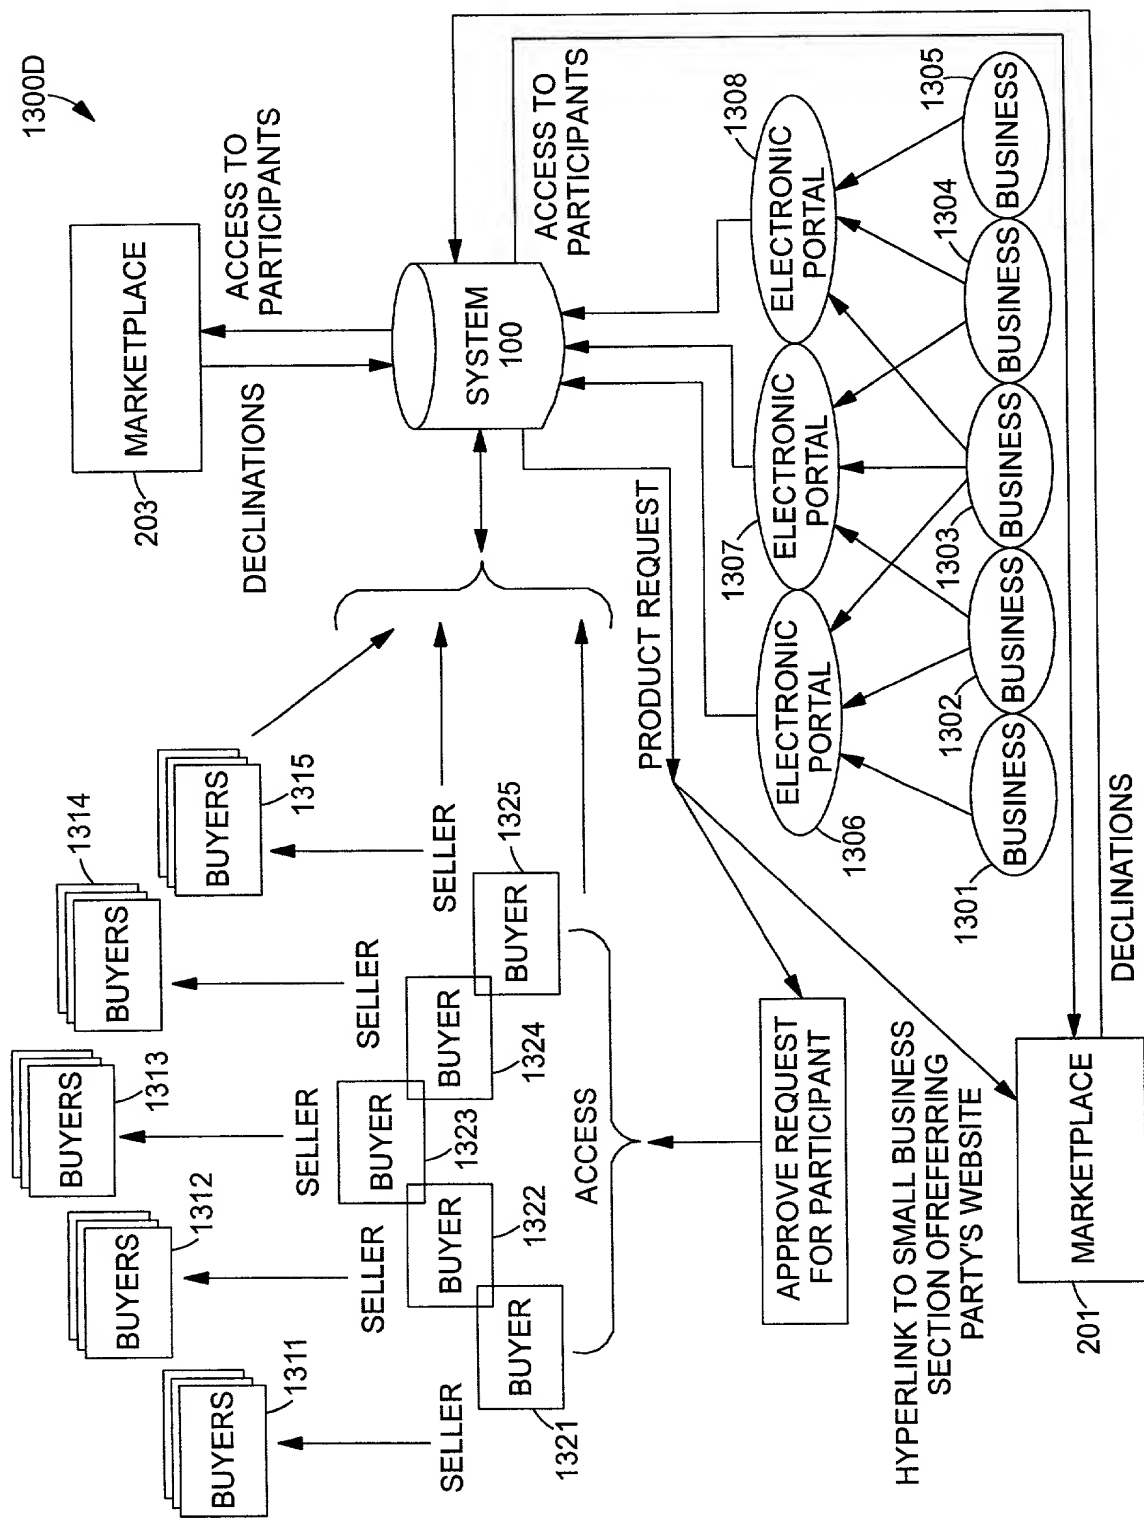 1300D
BUYERS
1313
BUYERS
1312
BUYERS
1314
BUYERS
1311
BUYERS
1315
MARKETPLACE
203
ACCESS TO
PARTICIPANTS
DECLINATIONS
SELLER
SELLER
SELLER
SELLER
SELLER
BUYER
1323
BUYER
1322
BUYER
1324
BUYER
1321
BUYER
1325
SYSTEM
100
ACCESS TO
PARTICIPANTS
ACCESS
PRODUCT REQUEST
APPROVE REQUEST
FOR PARTICIPANT
ELECTRONIC
PORTAL
1306
ELECTRONIC
PORTAL
1307
ELECTRONIC
PORTAL
1308
HYPERLINK TO SMALL BUSINESS
SECTION OFREFERRING
PARTY'S WEBSITE
1301
BUSINESS
1302
BUSINESS
1303
BUSINESS
1304
BUSINESS
1305
BUSINESS
MARKETPLACE
201
DECLINATIONS